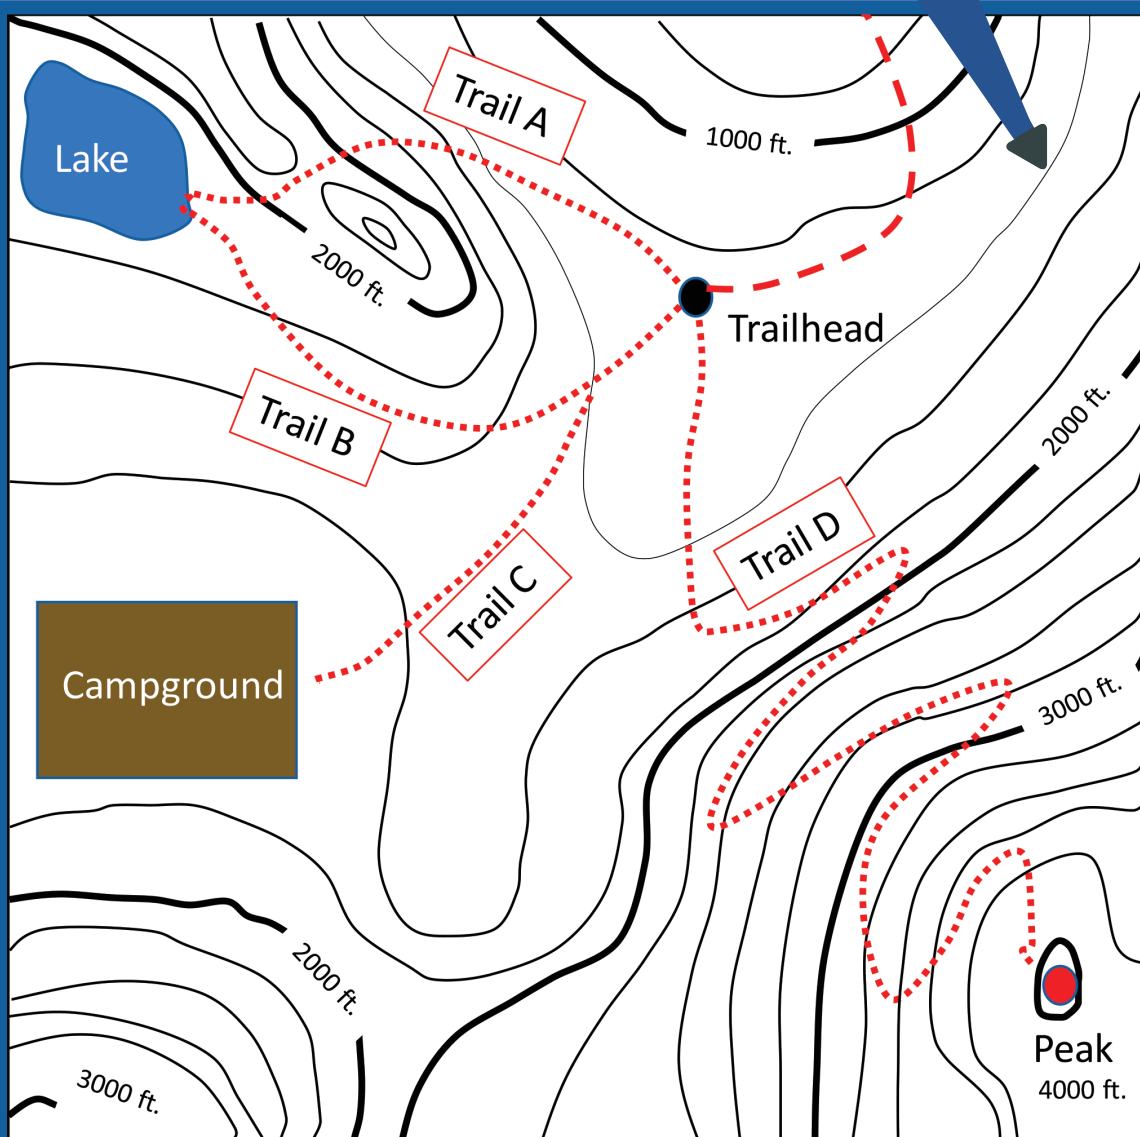 Trail A
1000 ft.
Lake
2000 ft.
Trailhead
2000 ft.
Trail B
Trail D
Trail C
Campground
3000 ft.
2000 ft.
Peak
4000 ft.
3000 ft.